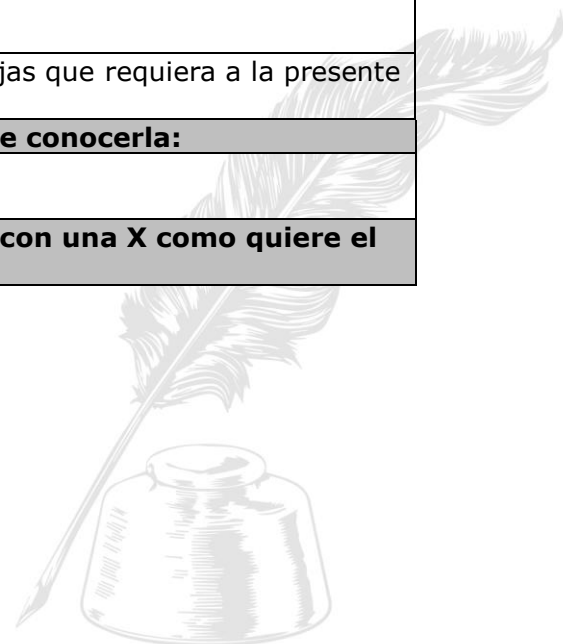 jas que requiera a la presente
e conocerla:
con una X como quiere el